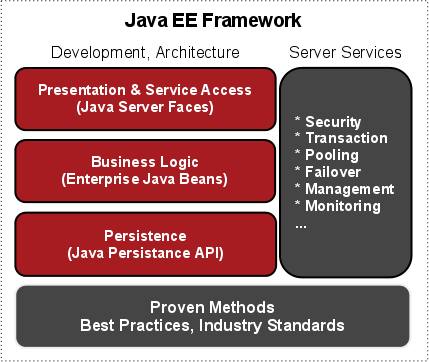 Java EE Framework
Development, Architecture
Server Services
Presentation & Service Access
(Java Server Faces)
Business Logic
(Enterprise Java Beans)
Persistence
(Java Persistance API)
* Security
* Transaction
* Pooling
* Failover
* Management
* Monitoring
...
Proven Methods
Best Practices, Industry Standards